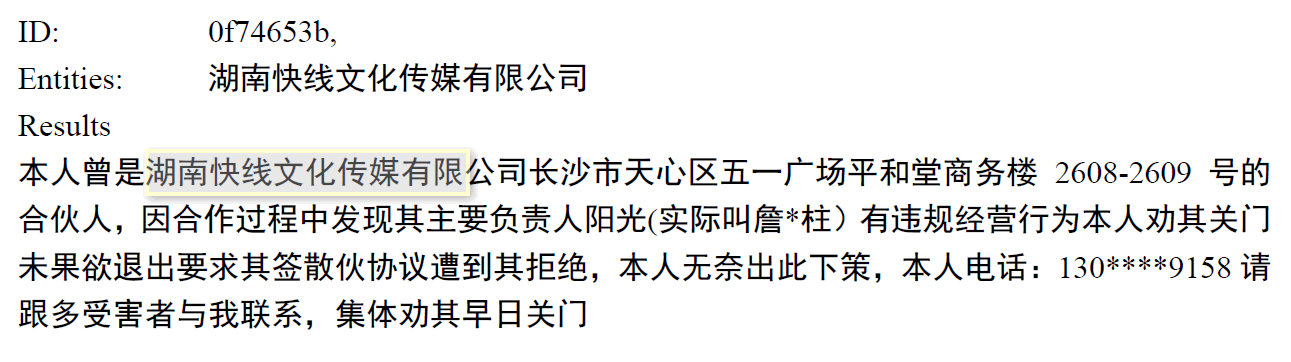 ID: 0f74653b,
Entities: 湖南快线文化传媒有限公司
Results
本人曾是湖南快线文化传媒有限公司长沙市天心区五一广场平和堂商务楼 2608-2609 号的
合伙人，因合作过程中发现其主要负责人阳光(实际叫詹*柱）有违规经营行为本人劝其关门
未果欲退出要求其签散伙协议遭到其拒绝，本人无奈出此下策，本人电话：130****9158 请
跟多受害者与我联系，集体劝其早日关门